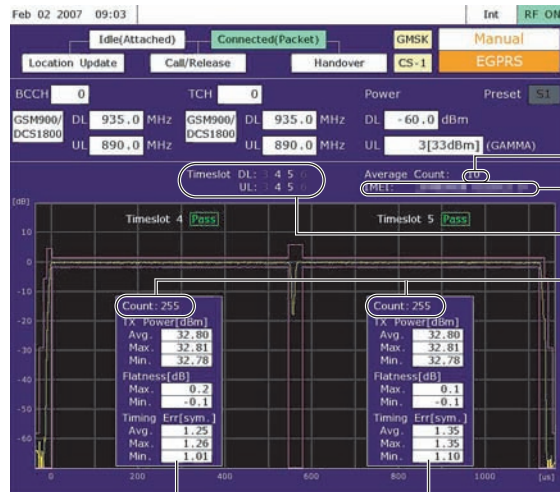 Feb 02 2007 09:03 Int RF ON
Idle(Attached) Connected(Packet) GMSK Manual
Location Update Call/Release Handover CS-1 EGPRS
BCCH 0 TCH 0 Power Preset S1
GSM900/DCS1800 DL 935.0 MHz GSM900/DCS1800 DL 935.0 MHz DL -60.0 dBm
UL 890.0 MHz UL 890.0 MHz UL 3[33dBm] (GAMMA)
Timeslot DL: 3 4 5 6 Average Count: 10
UL: 3 4 5 6 IMEI:
[dB]
Timeslot 4 Pass Timeslot 5 Pass
10
0
-10
-20
-30
-40
-50
-60
Count: 255
TX Power[dBm]
Avg. 32.80
Max. 32.81
Min. 32.78
Flatness[dB]
Max. 0.2
Min. -0.1
Timing Err[sym.]
Avg. 1.25
Max. 1.26
Min. 1.01
Count: 255
TX Power[dBm]
Avg. 32.80
Max. 32.81
Min. 32.78
Flatness[dB]
Max. 0.1
Min. -0.1
Timing Err[sym.]
Avg. 1.35
Max. 1.35
Min. 1.10
0 200 400 600 800 1000 [us]